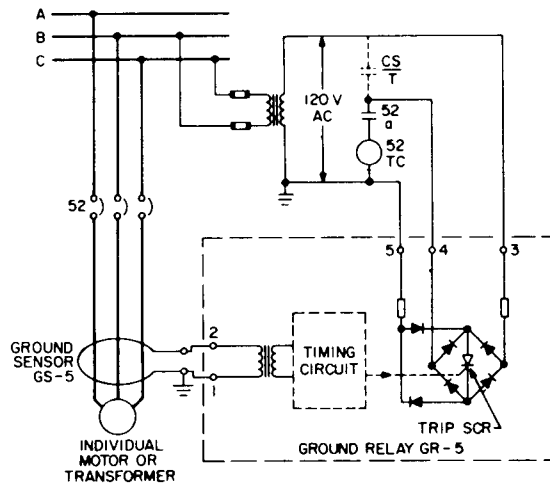 A
B
C
120 V
AC
CS
T
52
a
52
TC
52
5
4
3
GROUND
SENSOR
GS-5
2
1
TIMING
CIRCUIT
TRIP SCR
INDIVIDUAL
MOTOR OR
TRANSFORMER
GROUND RELAY GR-5